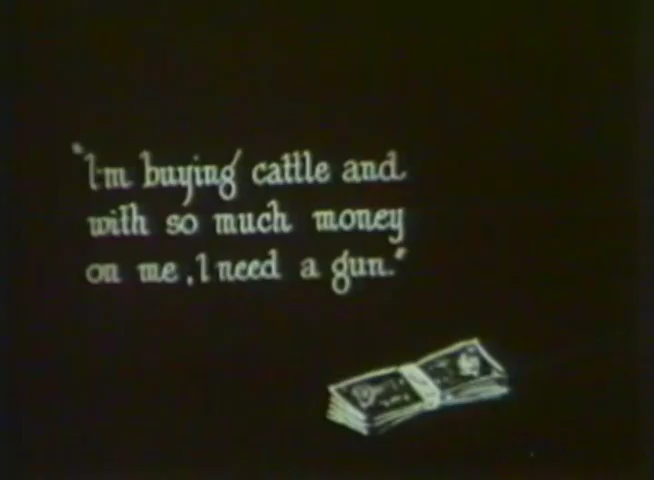 "I'm buying cattle and
with so much money
on me, I need a gun."